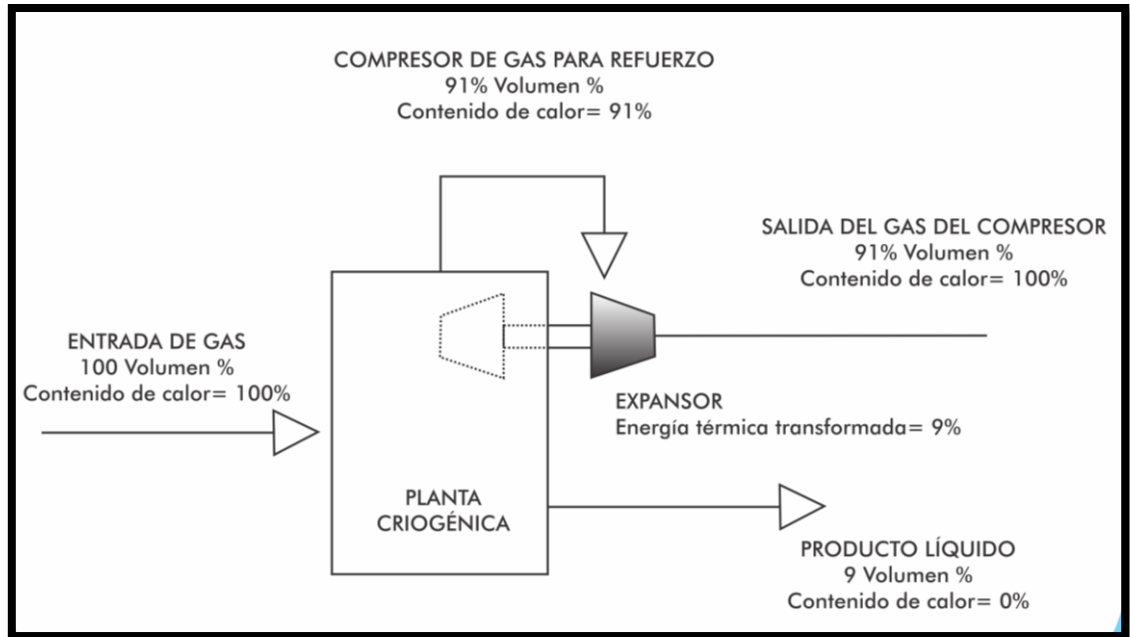 COMPRESOR DE GAS PARA REFUERZO
91% Volumen %
Contenido de calor= 91%
SALIDA DEL GAS DEL COMPRESOR
91% Volumen %
Contenido de calor= 100%
ENTRADA DE GAS
100 Volumen %
Contenido de calor= 100%
EXPANSOR
Energía térmica transformada= 9%
PLANTA
CRIOGÉNICA
PRODUCTO LÍQUIDO
9 Volumen %
Contenido de calor= 0%